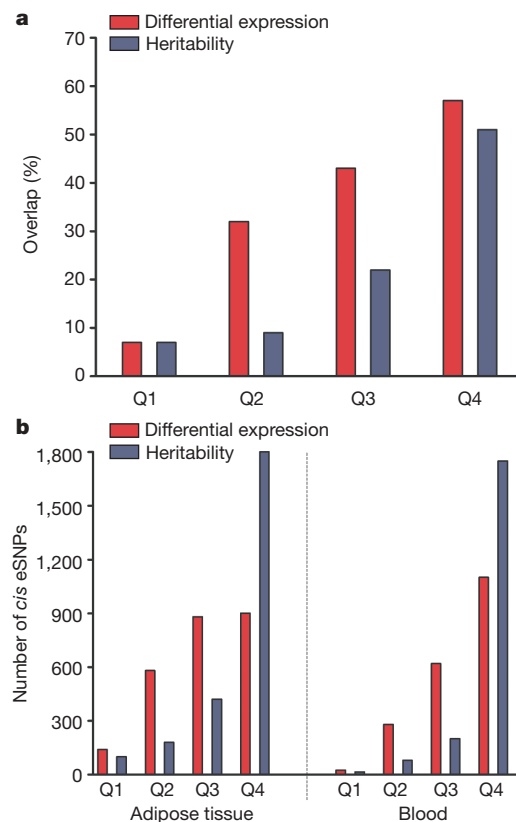 a
Differential expression
Heritability
70
60
50
40
30
20
10
0
Overlap (%)
Q1 Q2 Q3 Q4
b
Differential expression
Heritability
1,800
1,500
1,200
900
600
300
0
Number of cis eSNPs
Q1 Q2 Q3 Q4 Q1 Q2 Q3 Q4
Adipose tissue Blood